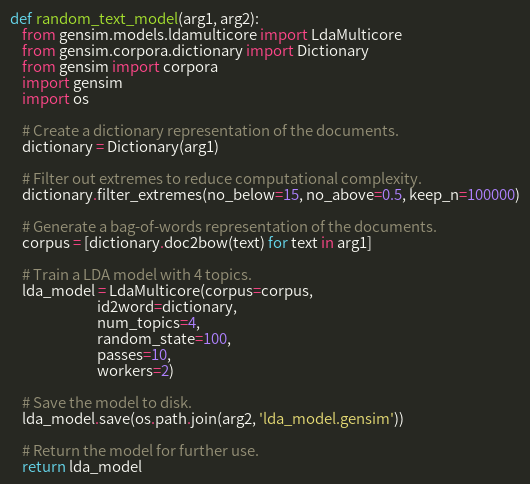 def random_text_model(arg1, arg2):
from gensim.models.ldamulticore import LdaMulticore
from gensim.corpora.dictionary import Dictionary
from gensim import corpora
import gensim
import os
# Create a dictionary representation of the documents.
dictionary = Dictionary(arg1)
# Filter out extremes to reduce computational complexity.
dictionary.filter_extremes(no_below=15, no_above=0.5, keep_n=100000)
# Generate a bag-of-words representation of the documents.
corpus = [dictionary.doc2bow(text) for text in arg1]
# Train a LDA model with 4 topics.
lda_model = LdaMulticore(corpus=corpus,
id2word=dictionary,
num_topics=4,
random_state=100,
passes=10,
workers=2)
# Save the model to disk.
lda_model.save(os.path.join(arg2, 'lda_model.gensim'))
# Return the model for further use.
return lda_model